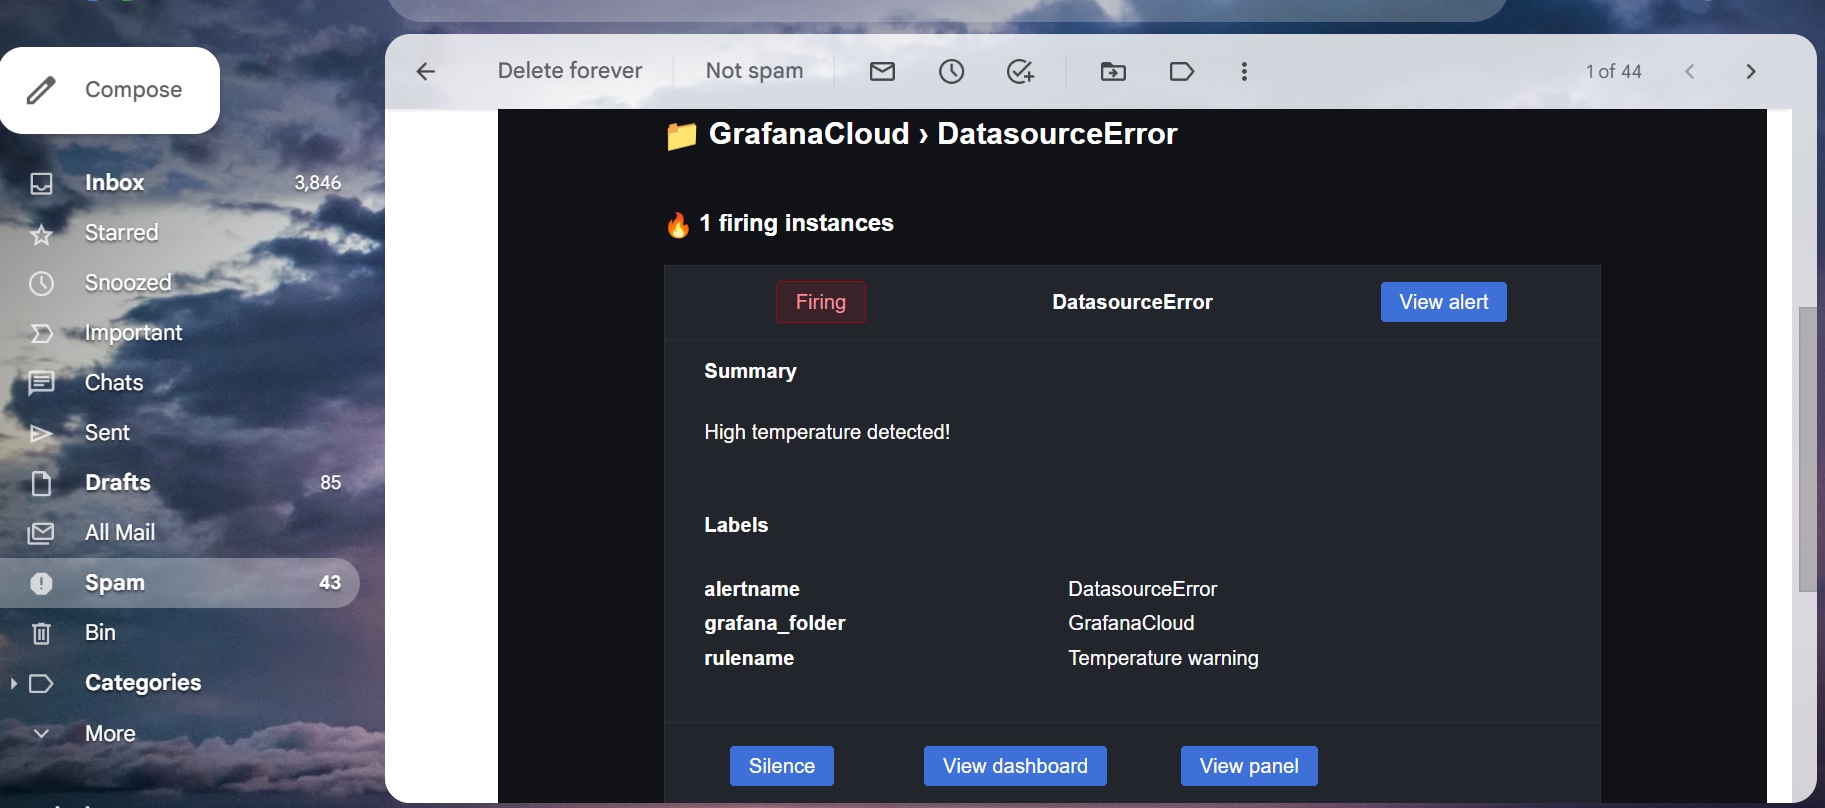 Compose
Inbox 3,846
Starred
Snoozed
Important
Chats
Sent
Drafts 85
All Mail
Spam 43
Bin
Categories
More
Delete forever Not spam 1 of 44
GrafanaCloud › DatasourceError
1 firing instances
Firing DatasourceError View alert
Summary
High temperature detected!
Labels
alertname DatasourceError
grafana_folder GrafanaCloud
rulename Temperature warning
Silence View dashboard View panel